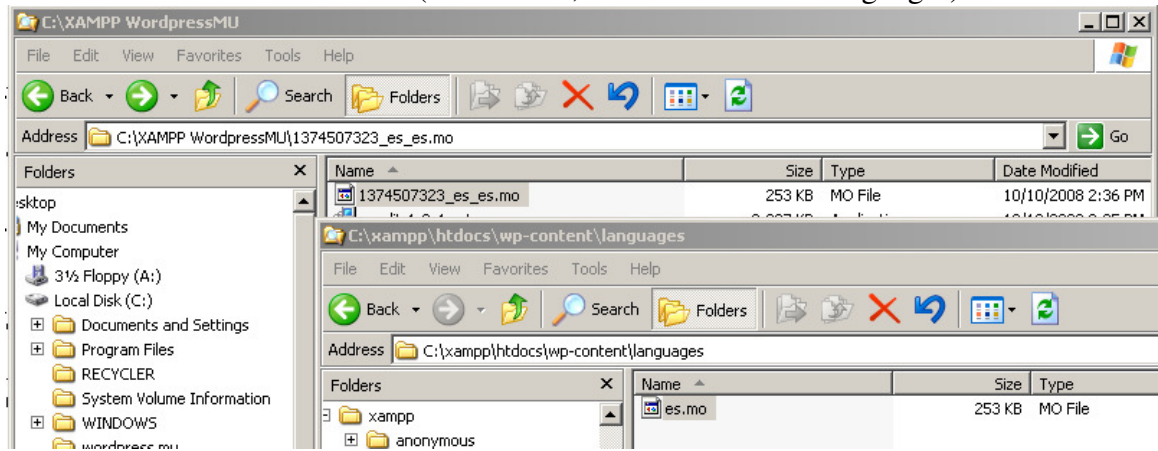 C:\XAMPP WordpressMU
File Edit View Favorites Tools Help
Back Search Folders
Address C:\XAMPP WordpressMU\1374507323_es_es.mo Go
Folders Name Size Type Date Modified
1374507323_es_es.mo 253 KB MO File 10/10/2008 2:36 PM
My Documents
My Computer
3½ Floppy (A:)
Local Disk (C:)
Documents and Settings
Program Files
RECYCLER
System Volume Information
WINDOWS
wordpress mu
C:\xampp\htdocs\wp-content\languages
File Edit View Favorites Tools Help
Back Search Folders
Address C:\xampp\htdocs\wp-content\languages
Folders Name Size Type
xampp es.mo 253 KB MO File
anonymous